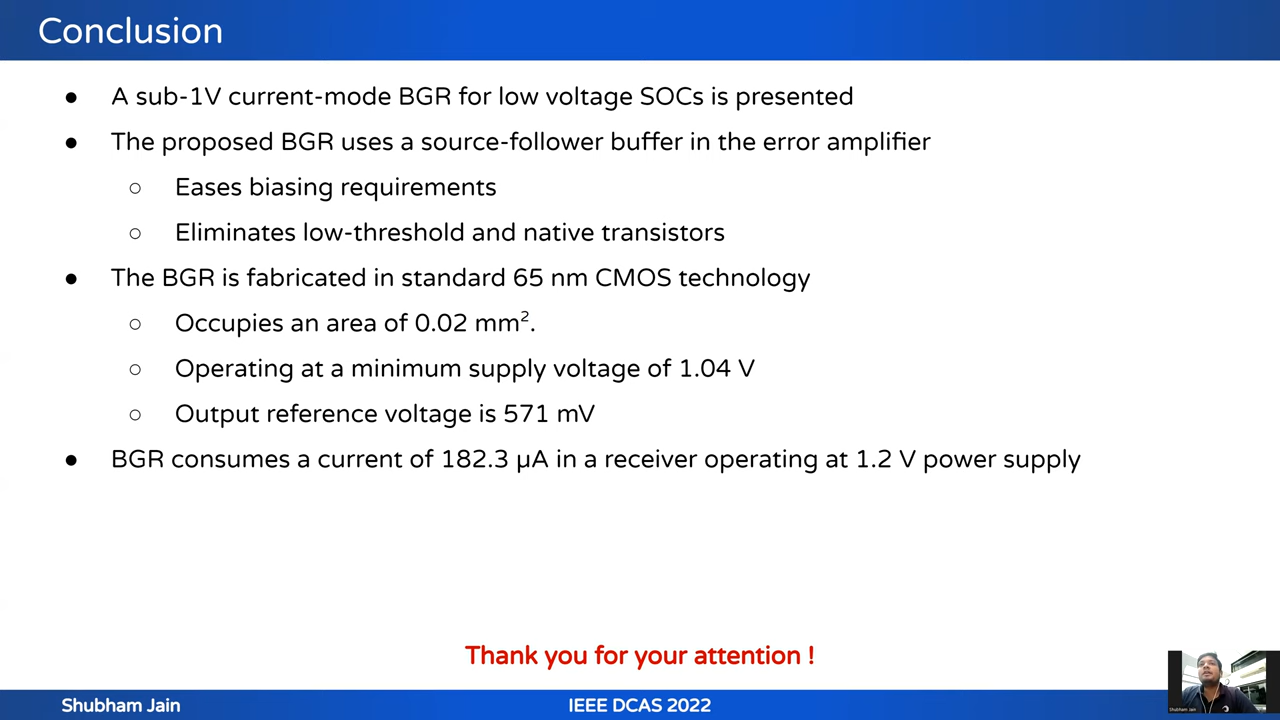 Conclusion
● A sub-1V current-mode BGR for low voltage SOCs is presented
● The proposed BGR uses a source-follower buffer in the error amplifier
○ Eases biasing requirements
○ Eliminates low-threshold and native transistors
● The BGR is fabricated in standard 65 nm CMOS technology
○ Occupies an area of 0.02 mm².
○ Operating at a minimum supply voltage of 1.04 V
○ Output reference voltage is 571 mV
● BGR consumes a current of 182.3 µA in a receiver operating at 1.2 V power supply
Thank you for your attention !
Shubham Jain
IEEE DCAS 2022
Shubham Jain